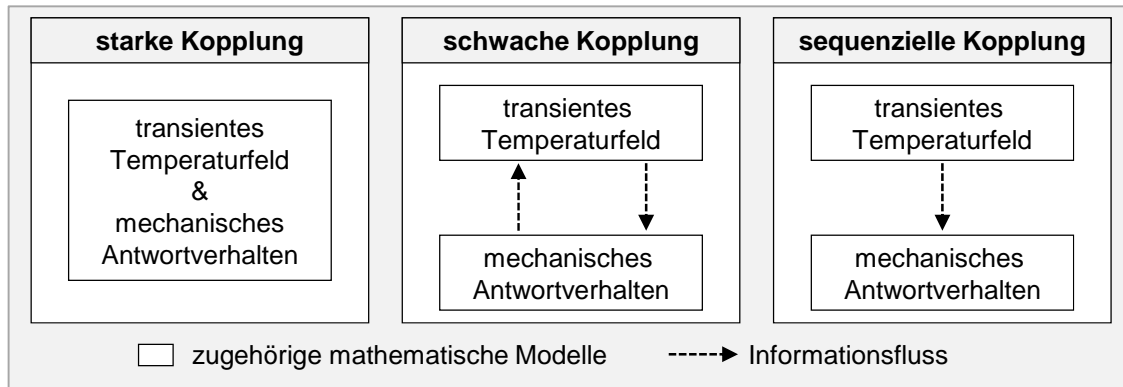 starke Kopplung
transientes
Temperaturfeld
&
mechanisches
Antwortverhalten
schwache Kopplung
transientes
Temperaturfeld
mechanisches
Antwortverhalten
sequenzielle Kopplung
transientes
Temperaturfeld
mechanisches
Antwortverhalten
zugehörige mathematische Modelle
Informationsfluss